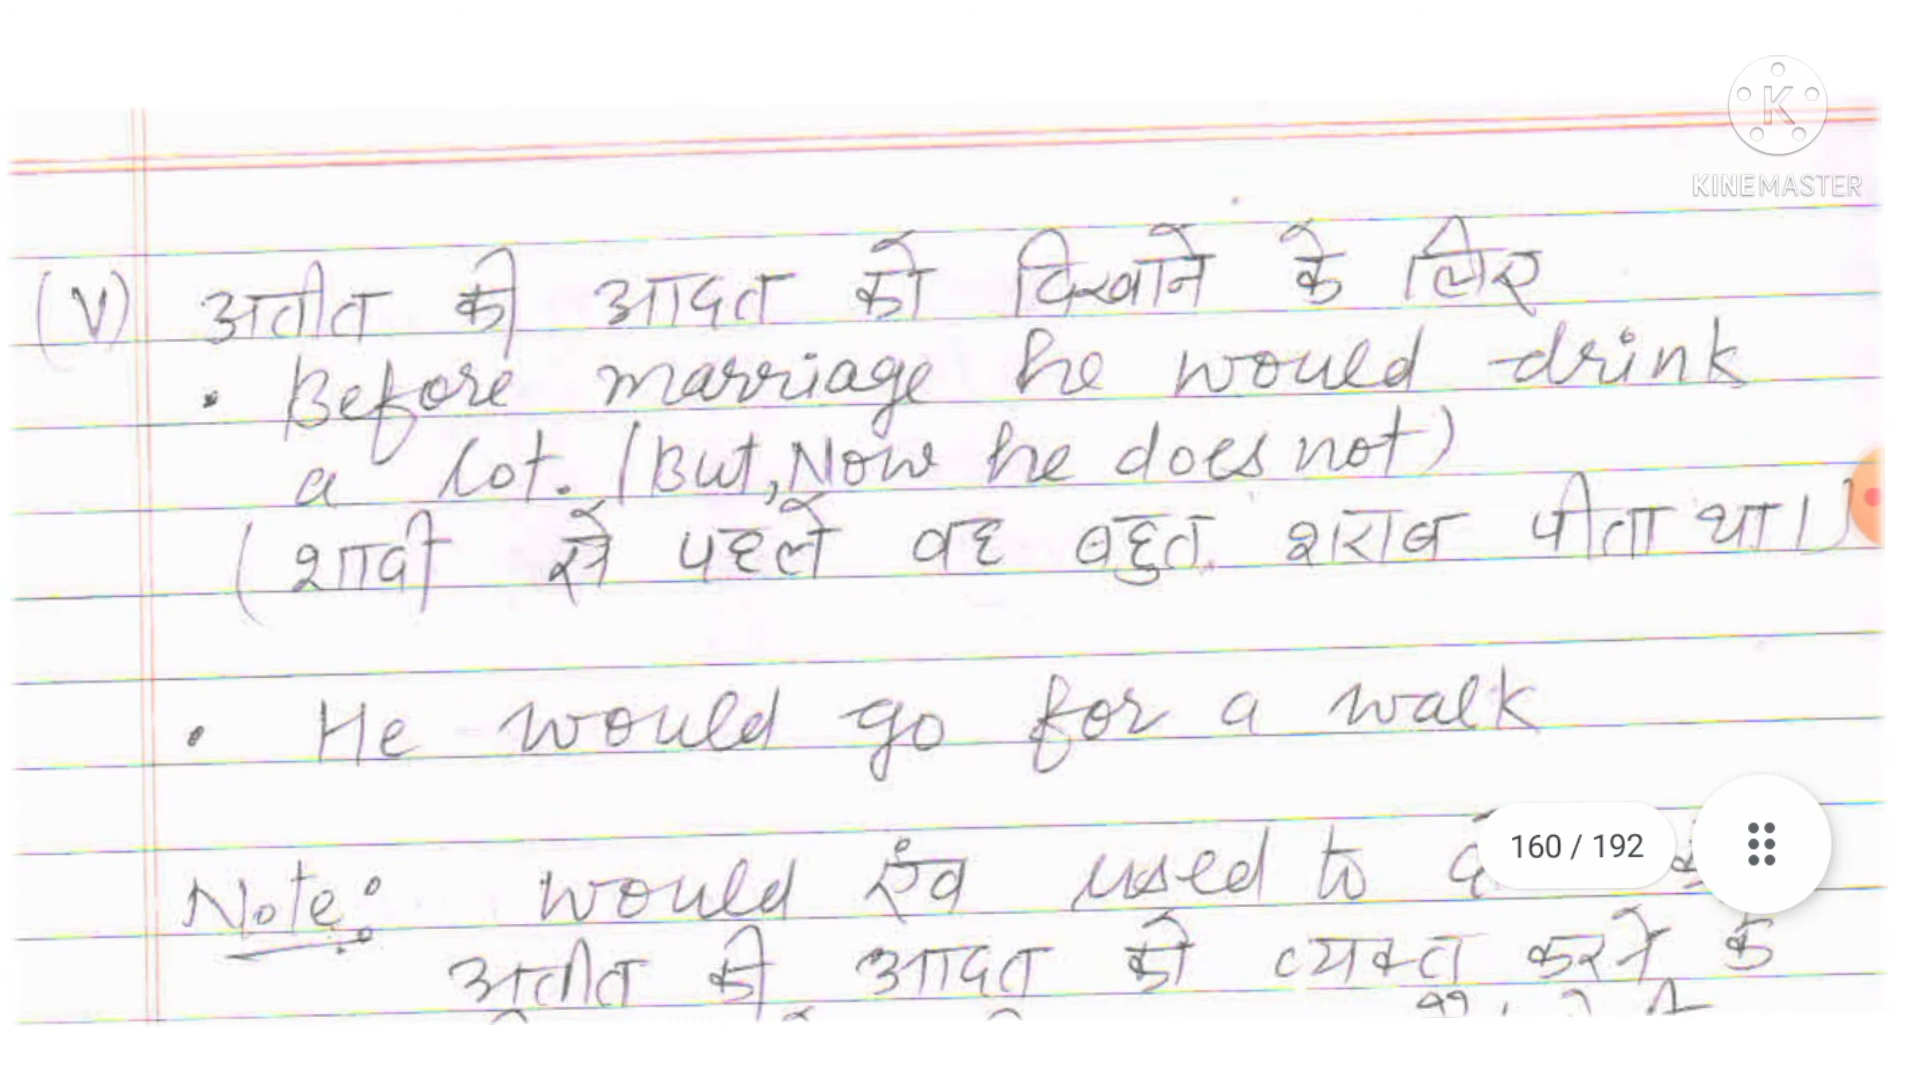 KINEMASTER
(V) अतीत की आदत को दिखाने के लिए
• Before marriage he would drink
a lot. (But, Now he does not)
(शादी से पहले वह बहुत शराब पीता था।)
• He would go for a walk
160 / 192
Note: would एंव used to
अतीत की आदत को व्यक्त करने के